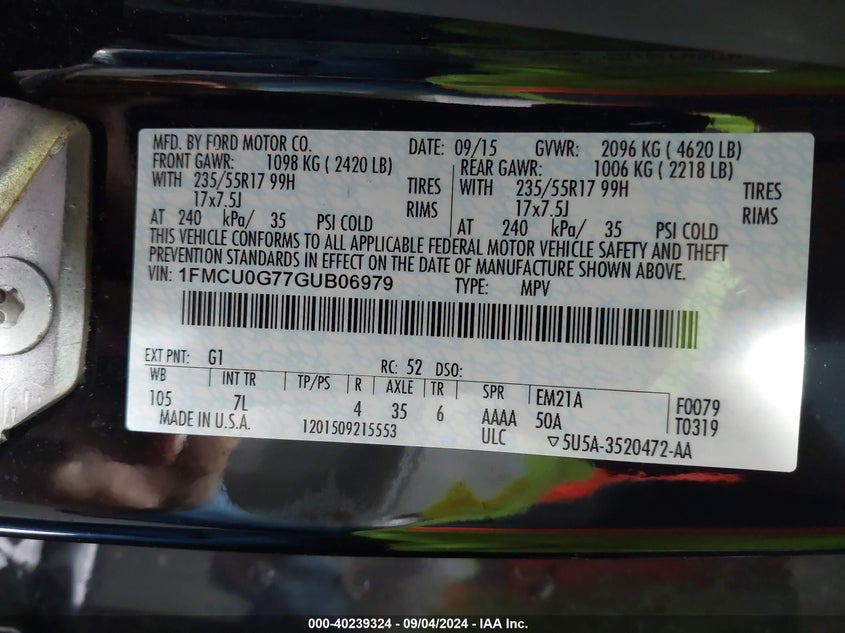 MFD. BY FORD MOTOR CO. DATE: 09/15 GVWR: 2096 KG ( 4620 LB)
FRONT GAWR: 1098 KG ( 2420 LB) REAR GAWR: 1006 KG ( 2218 LB)
WITH 235/55R17 99H TIRES WITH 235/55R17 99H TIRES
17x7.5J RIMS 17x7.5J RIMS
AT 240 kPa/ 35 PSI COLD AT 240 kPa/ 35 PSI COLD
THIS VEHICLE CONFORMS TO ALL APPLICABLE FEDERAL MOTOR VEHICLE SAFETY AND THEFT
PREVENTION STANDARDS IN EFFECT ON THE DATE OF MANUFACTURE SHOWN ABOVE.
VIN: 1FMCU0G77GUB06979 TYPE: MPV
EXT PNT: G1 RC: 52 DSO:
WB INT TR TP/PS R AXLE TR SPR EM21A F0079
105 7L 4 35 6 AAAA 50A T0319
MADE IN U.S.A. 1201509215553 ULC ▽5U5A-3520472-AA
000-40239324 - 09/04/2024 - IAA Inc.